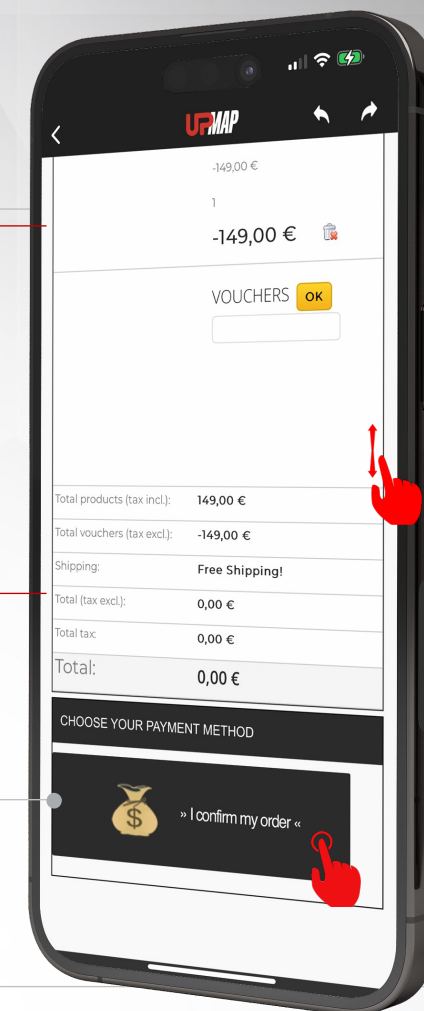 UPMAP
-149,00 €
1
-149,00 €
VOUCHERS OK
Total products (tax incl.): 149,00 €
Total vouchers (tax excl.): -149,00 €
Shipping: Free Shipping!
Total (tax excl.): 0,00 €
Total tax: 0,00 €
Total: 0,00 €
CHOOSE YOUR PAYMENT METHOD
$ » I confirm my order «